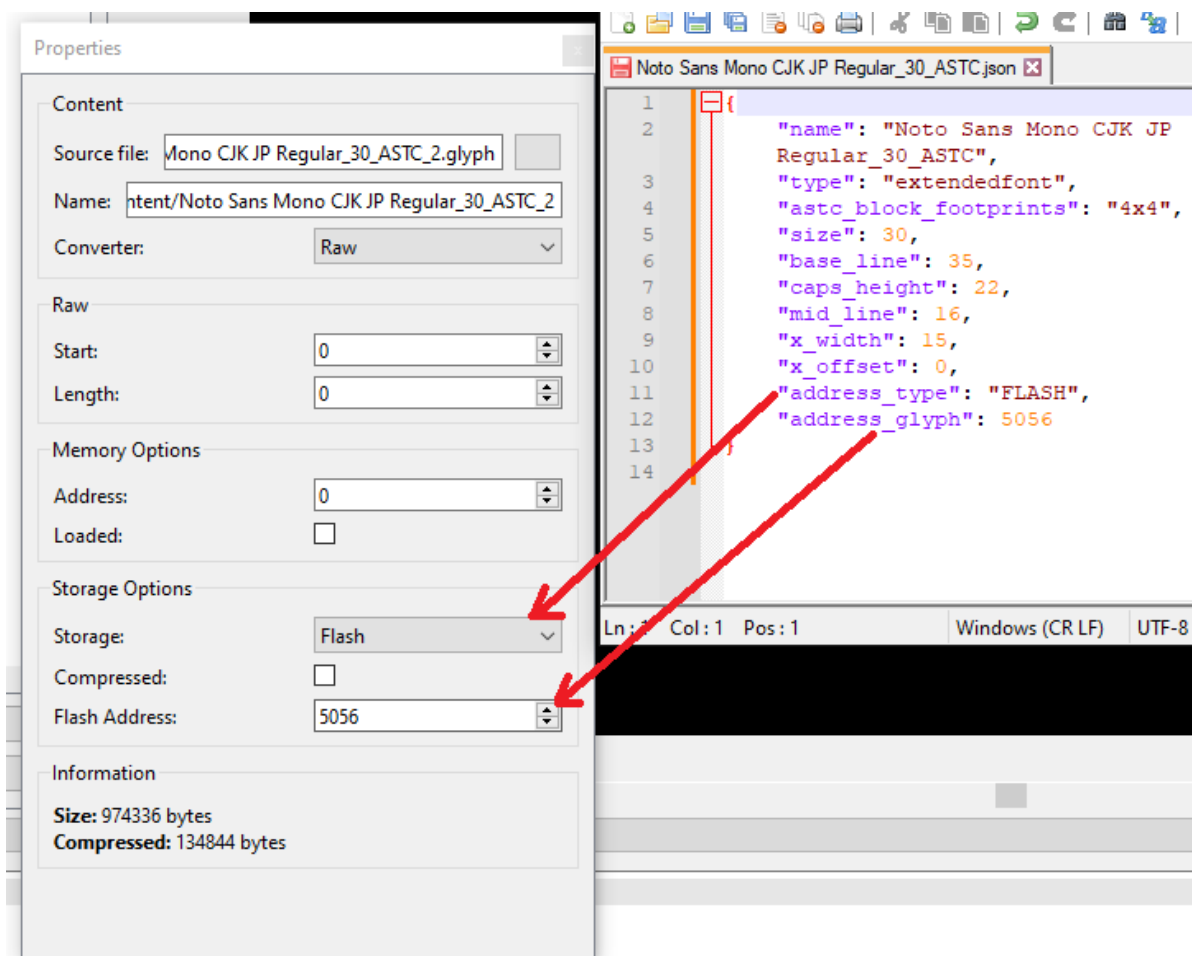 Properties
Content
Source file: Mono CJK JP Regular_30_ASTC_2.glyph
Name: ntent/Noto Sans Mono CJK JP Regular_30_ASTC_2
Converter: Raw
Raw
Start: 0
Length: 0
Memory Options
Address: 0
Loaded:
Storage Options
Storage: Flash
Compressed:
Flash Address: 5056
Information
Size: 974336 bytes
Compressed: 134844 bytes
Noto Sans Mono CJK JP Regular_30_ASTC.json
1 {
2 "name": "Noto Sans Mono CJK JP
Regular_30_ASTC",
3 "type": "extendedfont",
4 "astc_block_footprints": "4x4",
5 "size": 30,
6 "base_line": 35,
7 "caps_height": 22,
8 "mid_line": 16,
9 "x_width": 15,
10 "x_offset": 0,
11 "address_type": "FLASH",
12 "address_glyph": 5056
13 }
14
Ln : 1 Col : 1 Pos : 1 Windows (CR LF) UTF-8